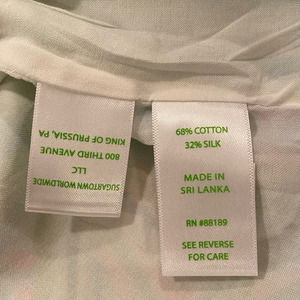 SUGARTOWN WORLDWIDE
LLC
800 THIRD AVENUE
KING OF PRUSSIA, PA
68% COTTON
32% SILK
MADE IN
SRI LANKA
RN #88189
SEE REVERSE
FOR CARE